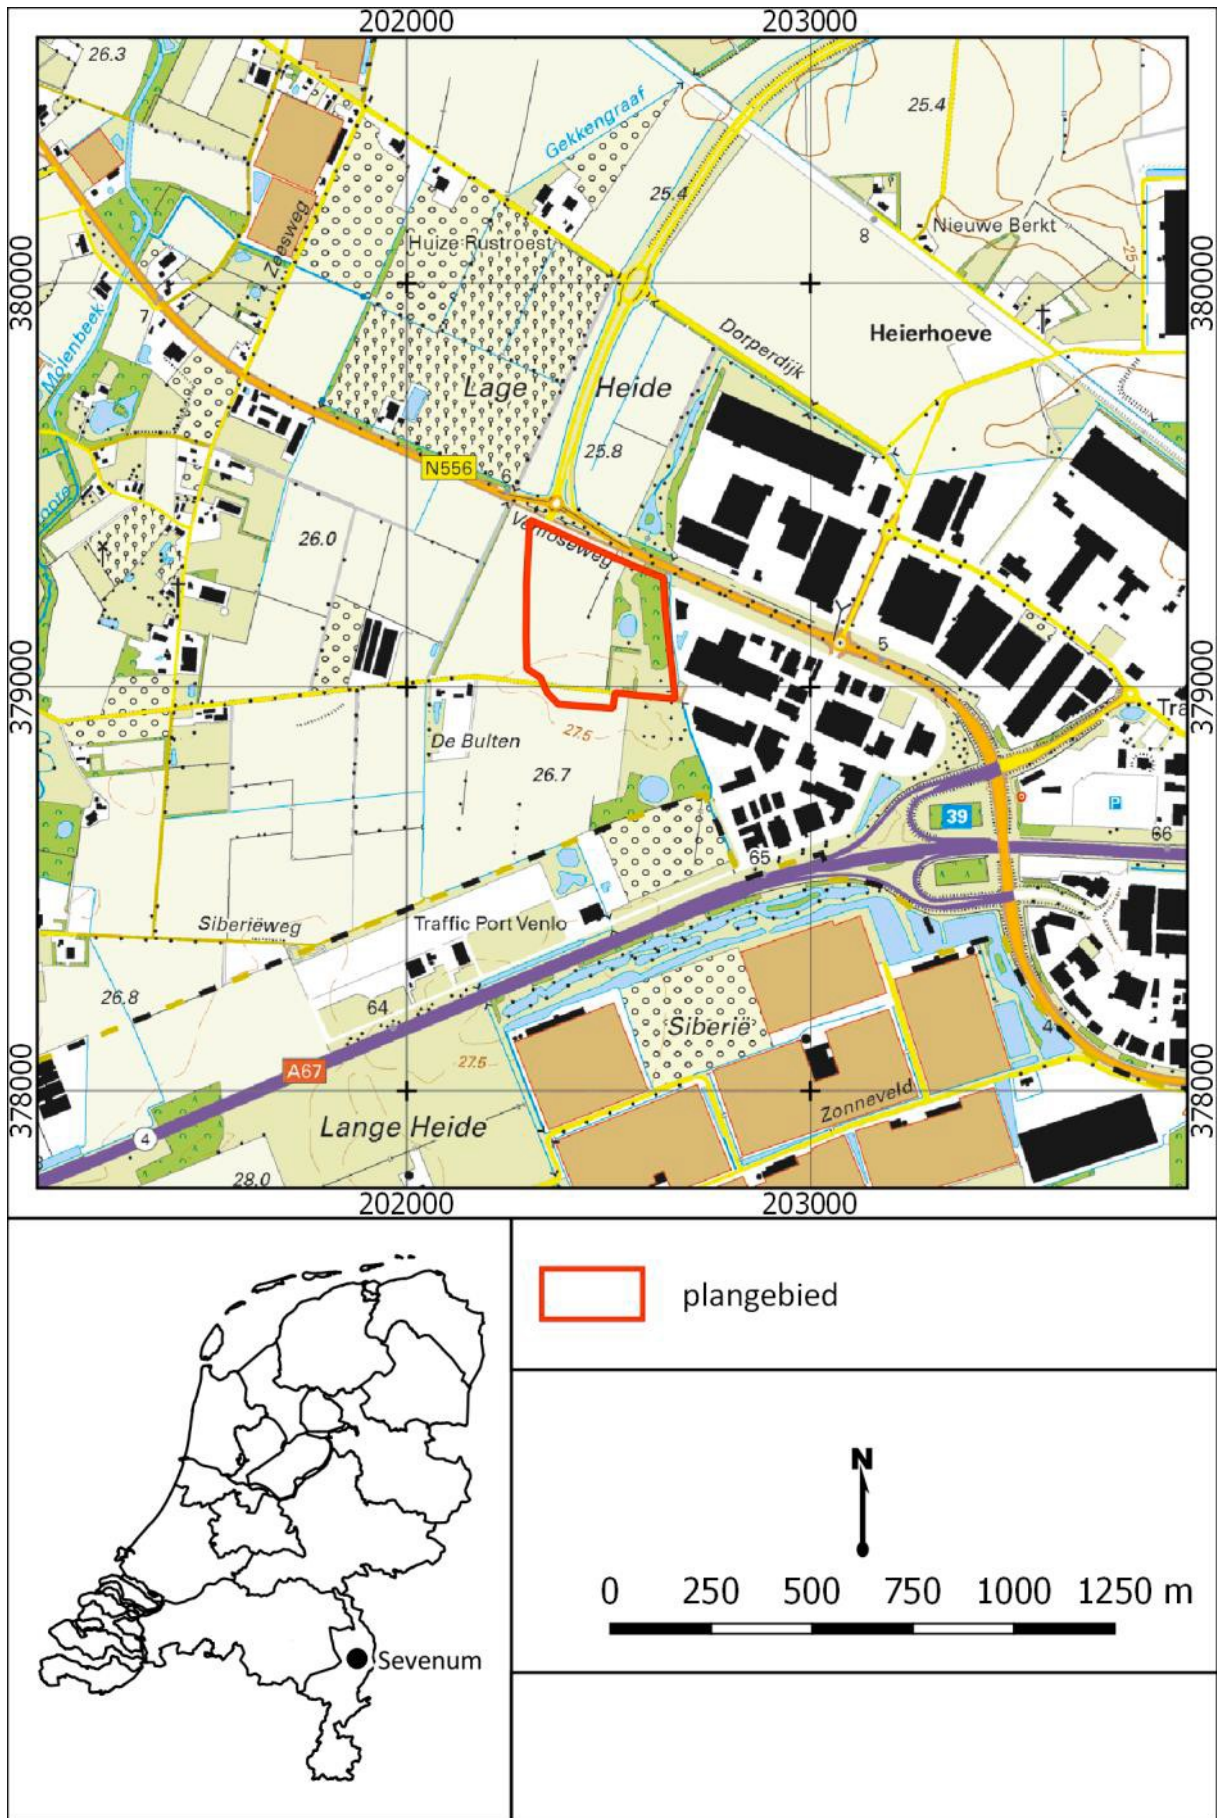 202000
203000
26.3
Gekkengraaf
25.4
25.4
Zeesweg
Huize Rustroest
8
Nieuwe Berkt
25
380000
380000
Molenbeek
7
Dorperdijk
Heierhoeve
Lage Heide
25.8
N556
6
Venloseweg
26.0
5
379000
379000
Tra
27.5
De Bulten
26.7
39
P
66
65
Siberiëweg
Traffic Port Venlo
26.8
64
Siberië
4
27.5
A67
Zonneveld
378000
378000
Lange Heide
4
28.0
202000
203000
plangebied
N
0 250 500 750 1000 1250 m
Sevenum